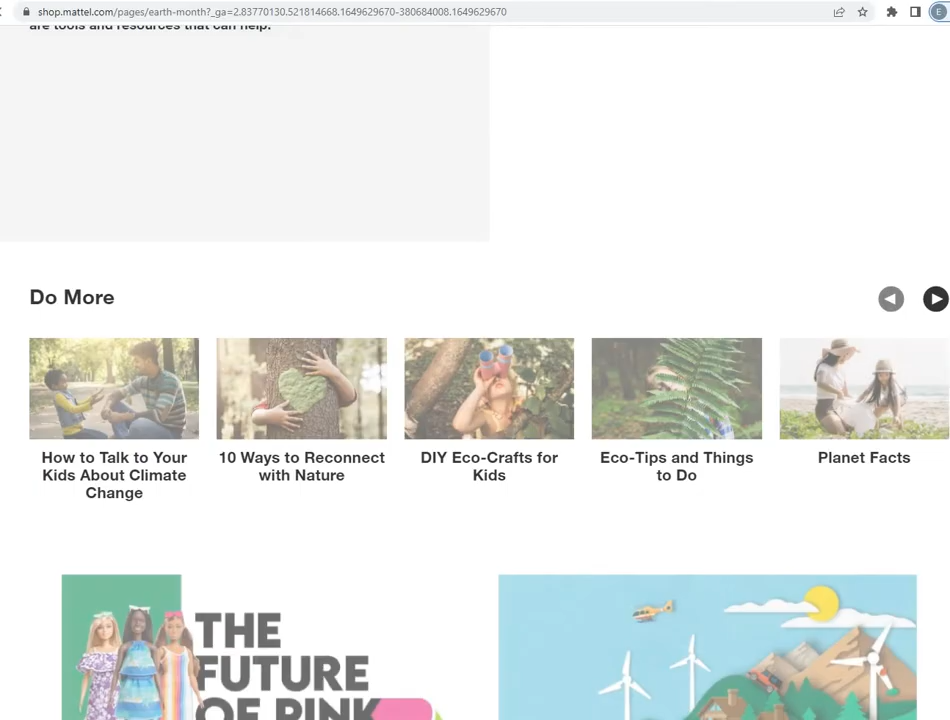 shop.mattel.com/pages/earth-month?_ga=2.83770130.521814668.1649629670-380684008.1649629670
E
are tools and resources that can help.
Do More
How to Talk to Your
Kids About Climate
Change
10 Ways to Reconnect
with Nature
DIY Eco-Crafts for
Kids
Eco-Tips and Things
to Do
Planet Facts
THE
FUTURE
OF PINK